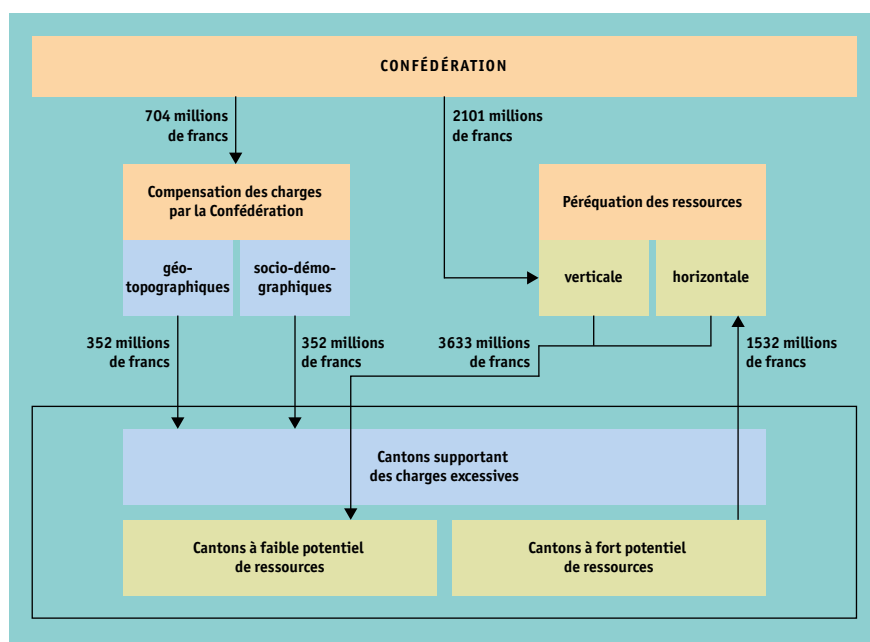 CONFÉDÉRATION
704 millions
de francs
2101 millions
de francs
Compensation des charges
par la Confédération
Péréquation des ressources
géo-
topographiques
socio-démo-
graphiques
verticale
horizontale
352 millions
de francs
352 millions
de francs
3633 millions
de francs
1532 millions
de francs
Cantons supportant
des charges excessives
Cantons à faible potentiel
de ressources
Cantons à fort potentiel
de ressources